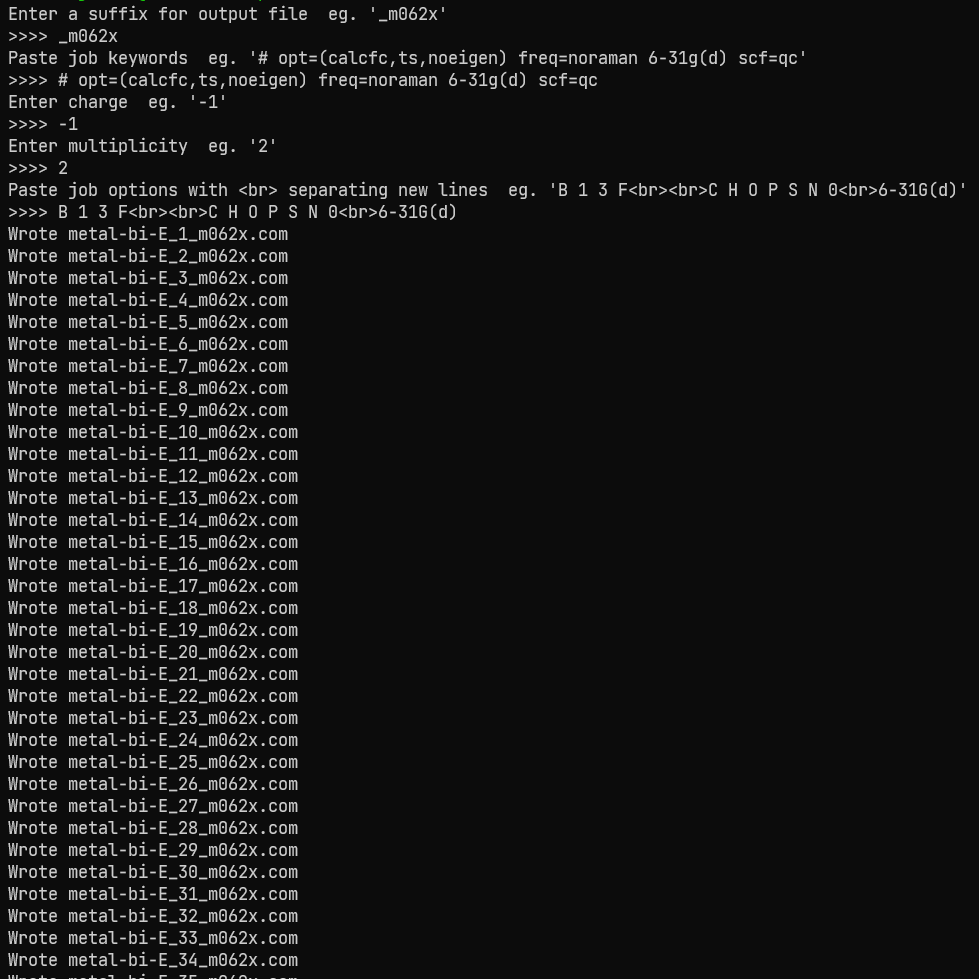 Enter a suffix for output file  eg. '_m062x'
>>>> _m062x
Paste job keywords  eg. '# opt=(calcfc,ts,noeigen) freq=noraman 6-31g(d) scf=qc'
>>>> # opt=(calcfc,ts,noeigen) freq=noraman 6-31g(d) scf=qc
Enter charge  eg. '-1'
>>>> -1
Enter multiplicity  eg. '2'
>>>> 2
Paste job options with <br> separating new lines  eg. 'B 1 3 F<br><br>C H O P S N 0<br>6-31G(d)'
>>>> B 1 3 F<br><br>C H O P S N 0<br>6-31G(d)
Wrote metal-bi-E_1_m062x.com
Wrote metal-bi-E_2_m062x.com
Wrote metal-bi-E_3_m062x.com
Wrote metal-bi-E_4_m062x.com
Wrote metal-bi-E_5_m062x.com
Wrote metal-bi-E_6_m062x.com
Wrote metal-bi-E_7_m062x.com
Wrote metal-bi-E_8_m062x.com
Wrote metal-bi-E_9_m062x.com
Wrote metal-bi-E_10_m062x.com
Wrote metal-bi-E_11_m062x.com
Wrote metal-bi-E_12_m062x.com
Wrote metal-bi-E_13_m062x.com
Wrote metal-bi-E_14_m062x.com
Wrote metal-bi-E_15_m062x.com
Wrote metal-bi-E_16_m062x.com
Wrote metal-bi-E_17_m062x.com
Wrote metal-bi-E_18_m062x.com
Wrote metal-bi-E_19_m062x.com
Wrote metal-bi-E_20_m062x.com
Wrote metal-bi-E_21_m062x.com
Wrote metal-bi-E_22_m062x.com
Wrote metal-bi-E_23_m062x.com
Wrote metal-bi-E_24_m062x.com
Wrote metal-bi-E_25_m062x.com
Wrote metal-bi-E_26_m062x.com
Wrote metal-bi-E_27_m062x.com
Wrote metal-bi-E_28_m062x.com
Wrote metal-bi-E_29_m062x.com
Wrote metal-bi-E_30_m062x.com
Wrote metal-bi-E_31_m062x.com
Wrote metal-bi-E_32_m062x.com
Wrote metal-bi-E_33_m062x.com
Wrote metal-bi-E_34_m062x.com